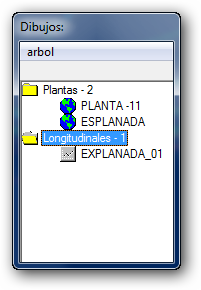 Dibujos:
arbol
Plantas - 2
PLANTA -11
ESPLANADA
Longitudinales - 1
EXPLANADA_01